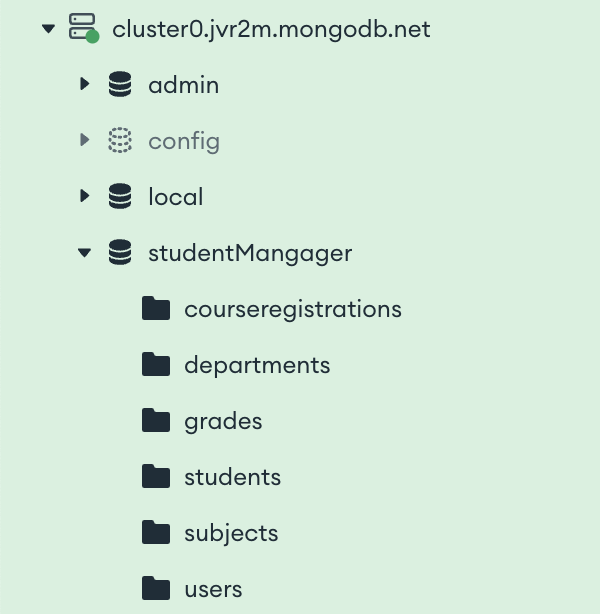 cluster0.jvr2m.mongodb.net
admin
config
local
studentMangager
courseregistrations
departments
grades
students
subjects
users